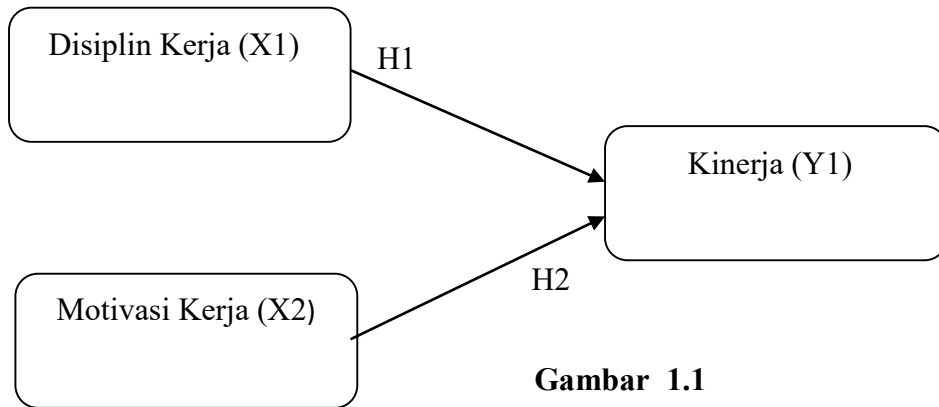 Disiplin Kerja (X1)
H1
Kinerja (Y1)
H2
Motivasi Kerja (X2)
Gambar 1.1